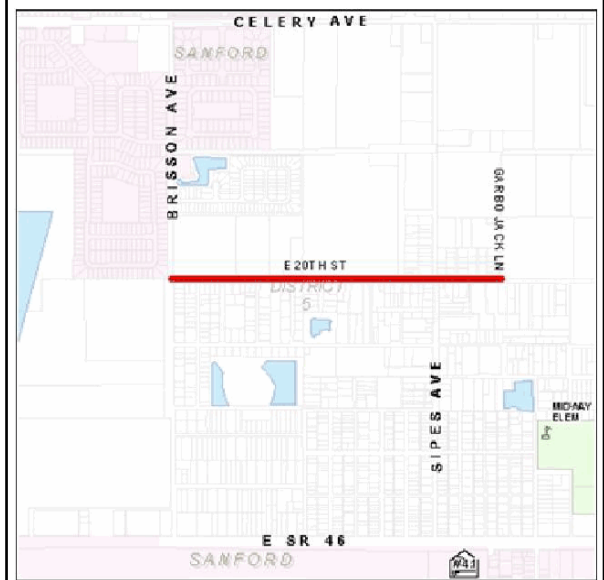 CELERY AVE
SANFORD
BRISSON AVE
GARBO JACK LN
E 20TH ST
DISTRICT
5
SIPES AVE
MIDWAY
ELEM
E SR 46
SANFORD
#41